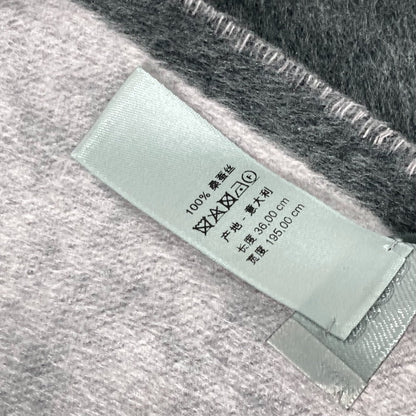 100% 桑蚕丝
产地 - 意大利
长度 36,00 cm
宽度 195,00 cm